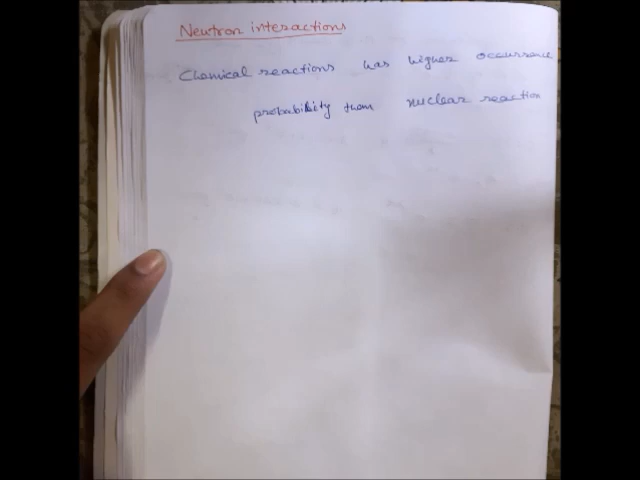 Neutron interactions
Chemical reactions has higher occurrence
probability than nuclear reaction